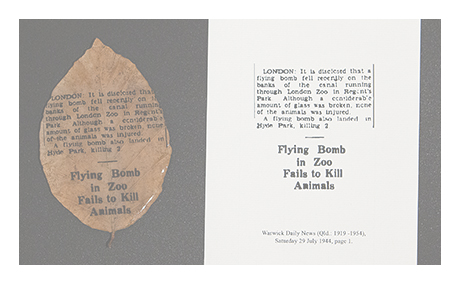 LONDON: It is disclosed that a
flying bomb fell recently on the
banks of the canal running
through London Zoo in Regent's
Park. Although a considerable
amount of glass was broken, none
of the animals was injured.
A flying bomb also landed in
Hyde Park, killing 2
Flying Bomb
in Zoo
Fails to Kill
Animals
LONDON: It is disclosed that a
flying bomb fell recently on the
banks of the canal running
through London Zoo in Regent's
Park. Although a considerable
amount of glass was broken, none
of the animals was injured.
A flying bomb also landed in
Hyde Park, killing 2
Flying Bomb
in Zoo
Fails to Kill
Animals
Warwick Daily News (Qld.: 1919 -1954),
Saturday 29 July 1944, page 1.